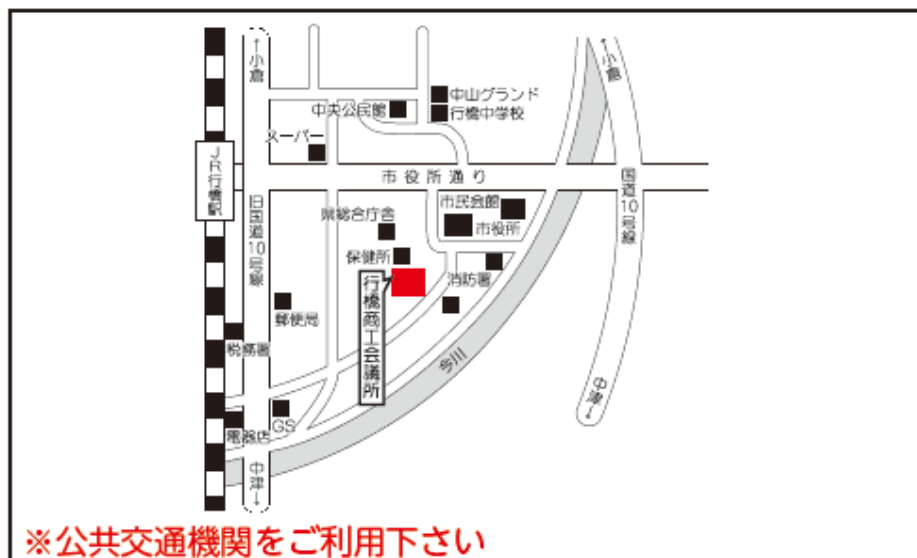 ←小倉
←小倉
中山グランド
中央公民館
行橋中学校
スーパー
JR行橋駅
市役所通り
国道10号線
旧国道10号線
市民会館
県総合庁舎
市役所
保健所
消防署
行橋商工会議所
郵便局
税務署
今川
中津→
GS
電器店
中津→
※公共交通機関をご利用下さい